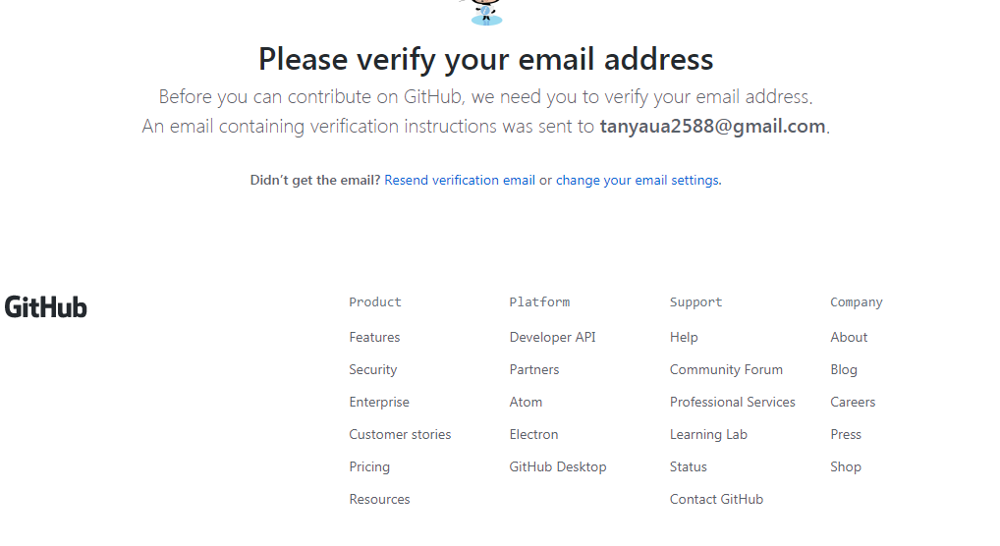 Please verify your email address
Before you can contribute on GitHub, we need you to verify your email address.
An email containing verification instructions was sent to tanyaua2588@gmail.com.
Didn't get the email? Resend verification email or change your email settings.
GitHub
Product
Features
Security
Enterprise
Customer stories
Pricing
Resources
Platform
Developer API
Partners
Atom
Electron
GitHub Desktop
Support
Help
Community Forum
Professional Services
Learning Lab
Status
Contact GitHub
Company
About
Blog
Careers
Press
Shop